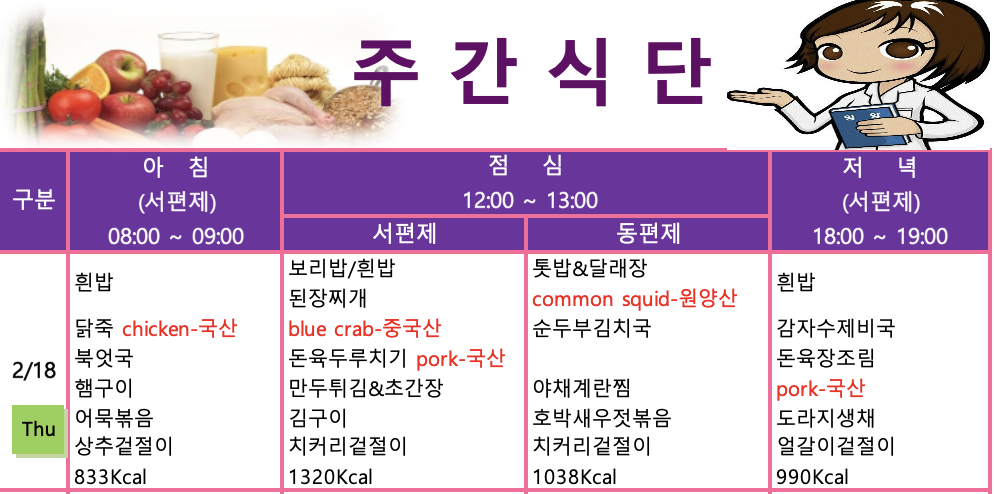 주 간 식 단
구분
아 침
(서편제)
08:00 ~ 09:00
점 심
12:00 ~ 13:00
서편제
동편제
저 녁
(서편제)
18:00 ~ 19:00
2/18
Thu
흰밥
닭죽 chicken-국산
북엇국
햄구이
어묵볶음
상추겉절이
833Kcal
보리밥/흰밥
된장찌개
blue crab-중국산
돈육두루치기 pork-국산
만두튀김&초간장
김구이
치커리겉절이
1320Kcal
톳밥&달래장
common squid-원양산
순두부김치국
야채계란찜
호박새우젓볶음
치커리겉절이
1038Kcal
흰밥
감자수제비국
돈육장조림
pork-국산
도라지생채
얼갈이겉절이
990Kcal